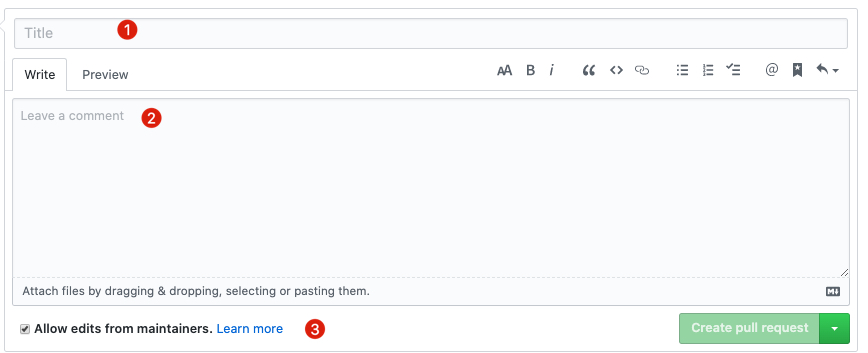 Title 1
Write Preview AA B i @
Leave a comment 2
Attach files by dragging & dropping, selecting or pasting them. M
Allow edits from maintainers. Learn more 3 Create pull request